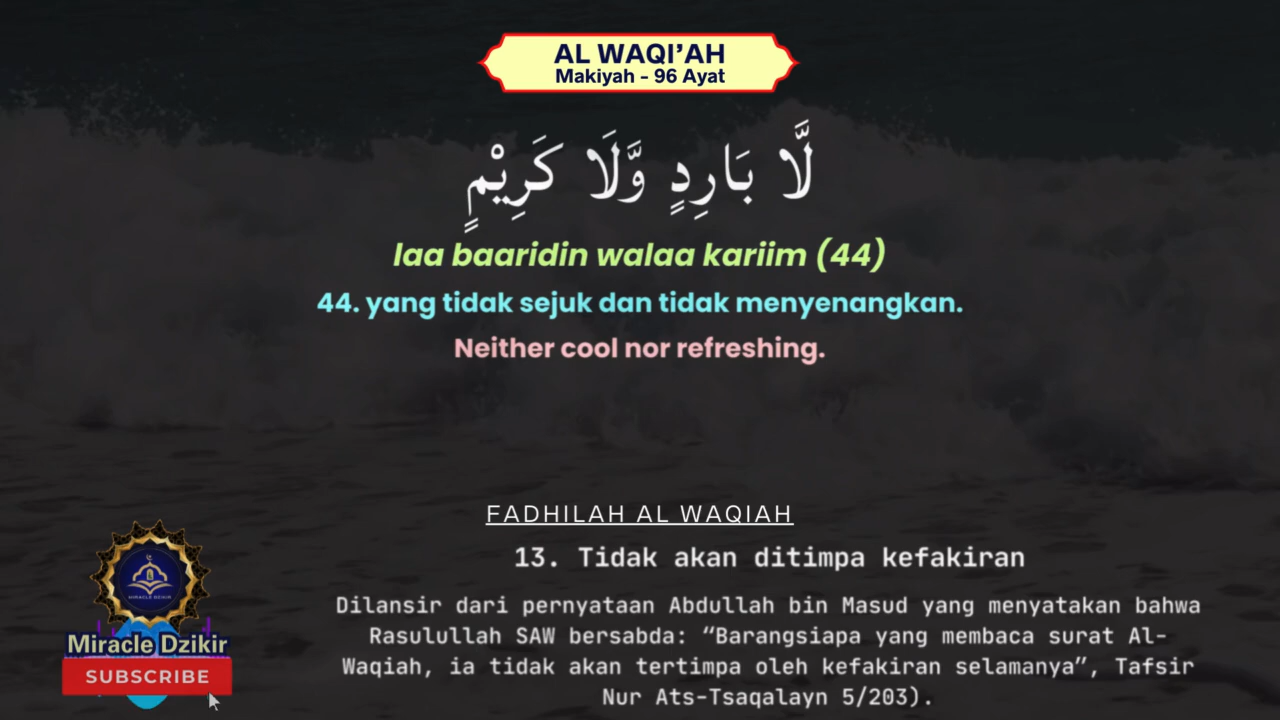 AL WAQI’AH
Makiyah - 96 Ayat
لَّا بَارِدٍ وَّلَا كَرِيْمٍ
laa baaridin walaa kariim (44)
44. yang tidak sejuk dan tidak menyenangkan.
Neither cool nor refreshing.
FADHILAH AL WAQIAH
13. Tidak akan ditimpa kefakiran
Dilansir dari pernyataan Abdullah bin Masud yang menyatakan bahwa
Rasulullah SAW bersabda: “Barangsiapa yang membaca surat Al-
Waqiah, ia tidak akan tertimpa oleh kefakiran selamanya”, Tafsir
Nur Ats-Tsaqalayn 5/203).
MIRACLE DZIKIR
Miracle Dzikir
SUBSCRIBE